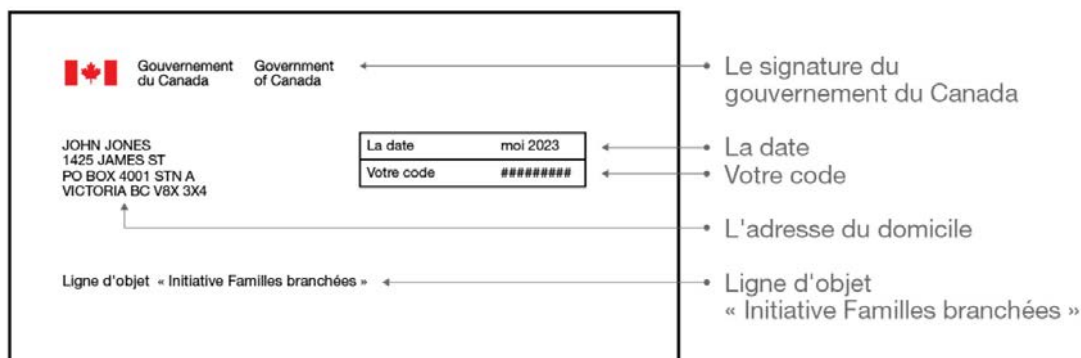 Gouvernement du Canada
Government of Canada
Le signature du
gouvernement du Canada
JOHN JONES
1425 JAMES ST
PO BOX 4001 STN A
VICTORIA BC V8X 3X4
La date moi 2023
Votre code #########
La date
Votre code
L'adresse du domicile
Ligne d'objet « Initiative Familles branchées »
Ligne d'objet
« Initiative Familles branchées »